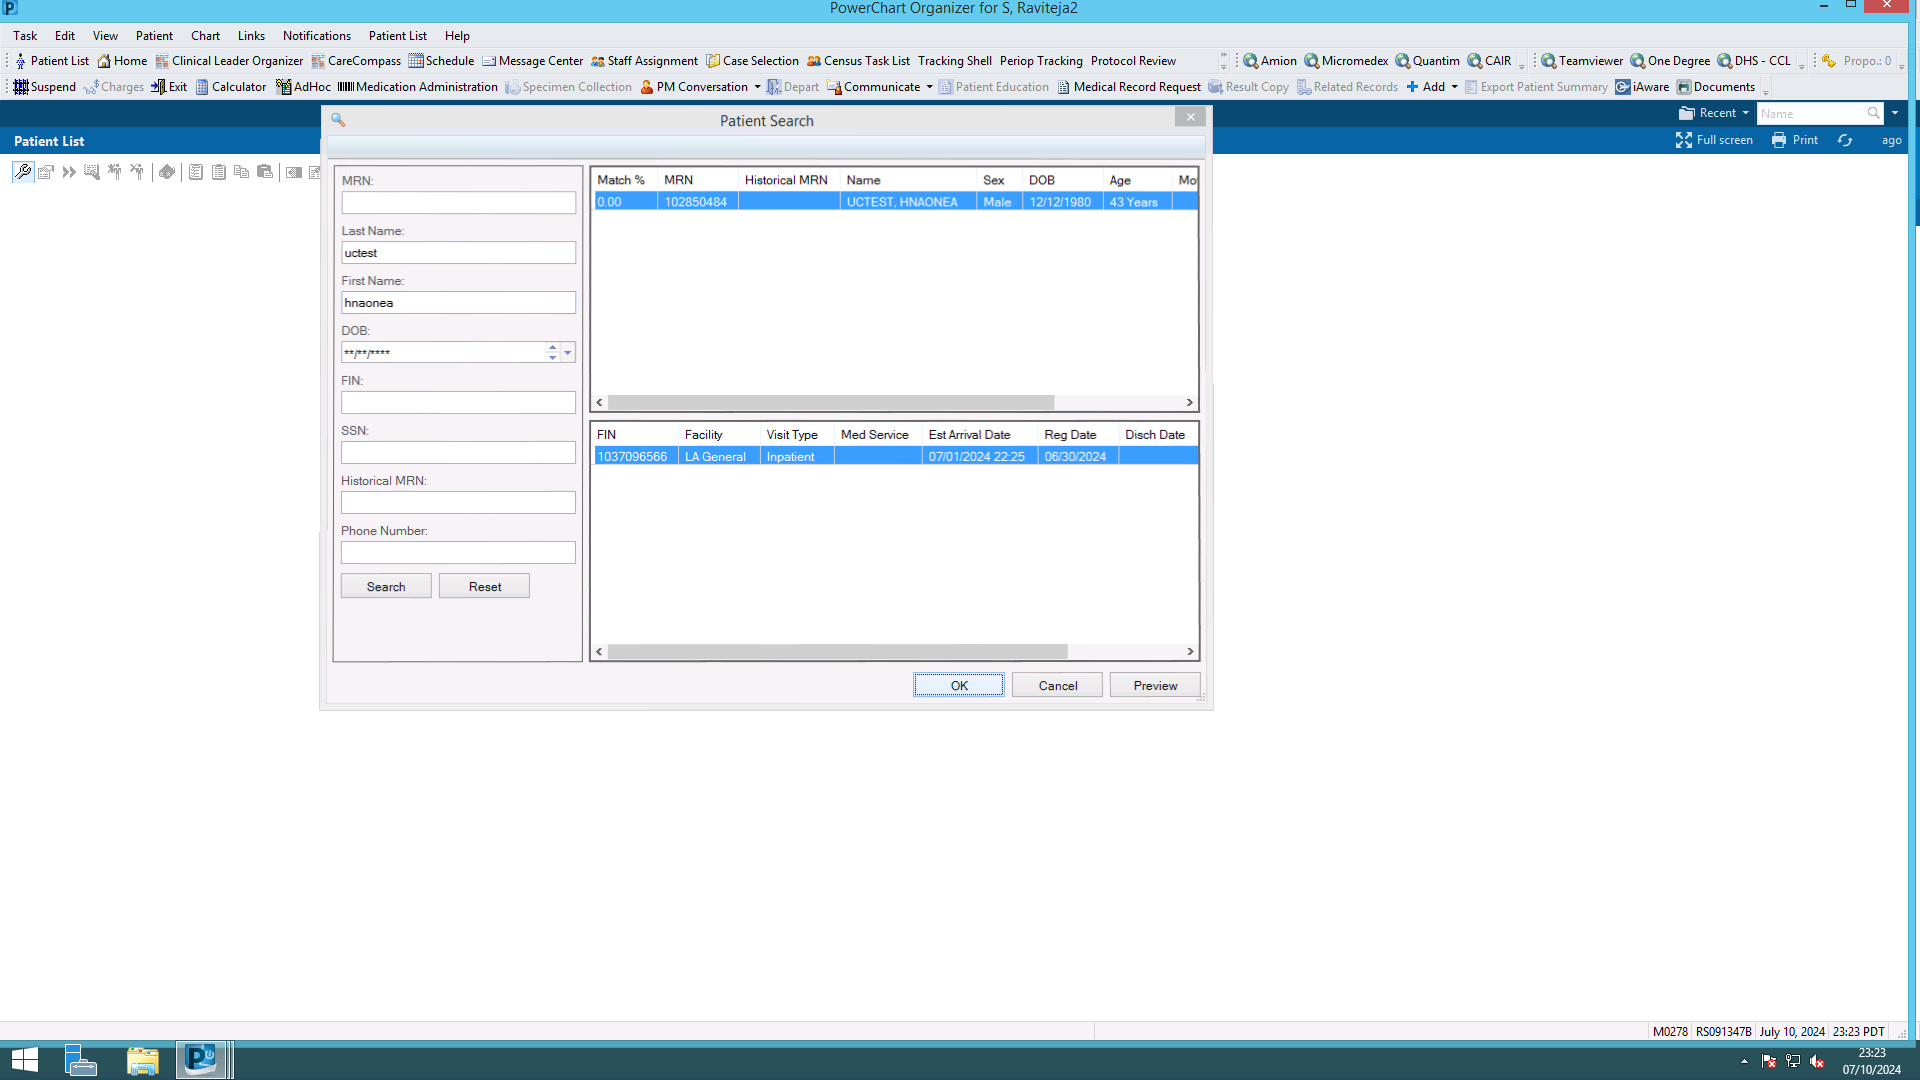 PowerChart Organizer for S, Raviteja2
Task Edit View Patient Chart Links Notifications Patient List Help
Patient List Home Clinical Leader Organizer CareCompass Schedule Message Center Staff Assignment Case Selection Census Task List Tracking Shell Periop Tracking Protocol Review Amion Micromedex Quantim CAIR Teamviewer One Degree DHS - CCL Propo.: 0
Suspend Charges Exit Calculator AdHoc Medication Administration Specimen Collection PM Conversation Depart Communicate Patient Education Medical Record Request Result Copy Related Records Add Export Patient Summary iAware Documents
Recent Name
Patient List Full screen Print ago
Patient Search
MRN:
Last Name:
uctest
First Name:
hnaonea
DOB:
**/**/****
FIN:
SSN:
Historical MRN:
Phone Number:
Search Reset
Match % MRN Historical MRN Name Sex DOB Age Mot
0.00 102850484 UCTEST, HNAONEA Male 12/12/1980 43 Years
FIN Facility Visit Type Med Service Est Arrival Date Reg Date Disch Date
1037096566 LA General Inpatient 07/01/2024 22:25 06/30/2024
OK Cancel Preview
M0278 RS091347B July 10, 2024 23:23 PDT
23:23
07/10/2024